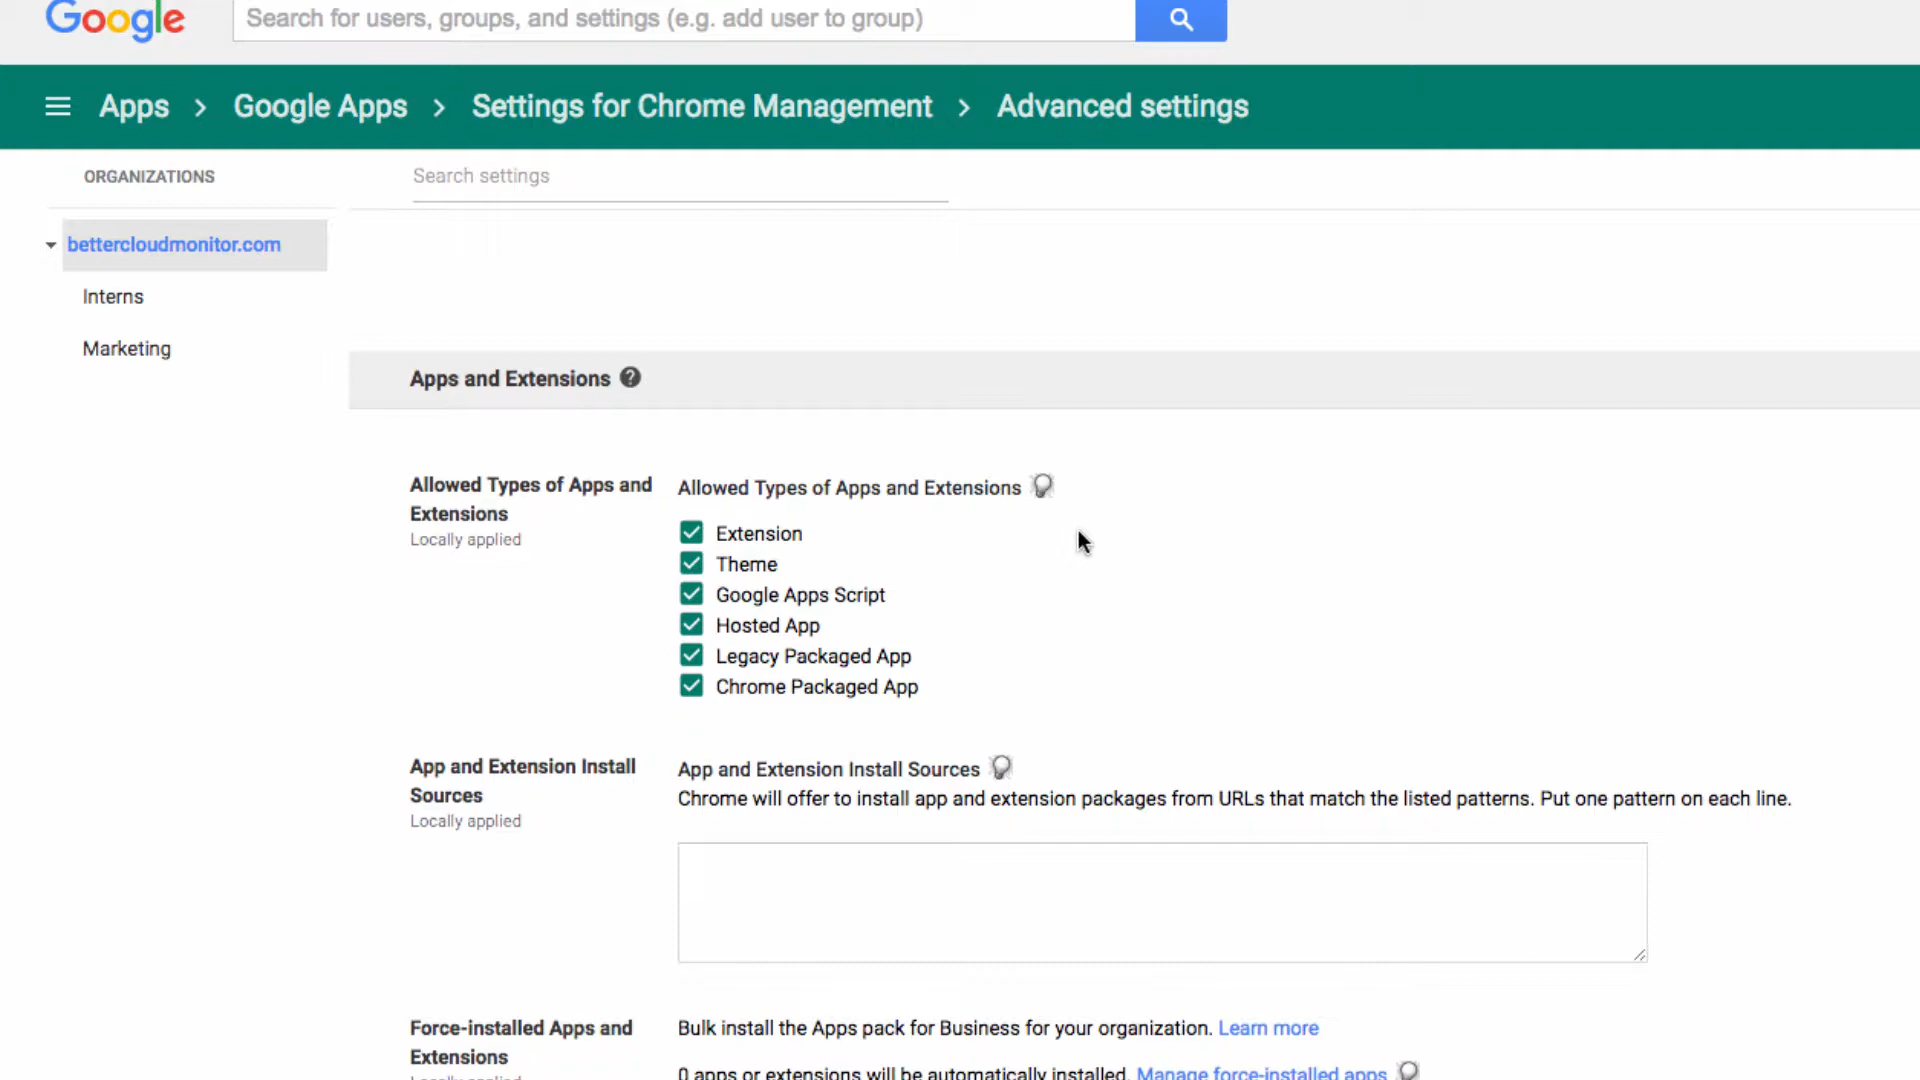 Google
Search for users, groups, and settings (e.g. add user to group)
Apps > Google Apps > Settings for Chrome Management > Advanced settings
ORGANIZATIONS
Search settings
bettercloudmonitor.com
Interns
Marketing
Apps and Extensions
Allowed Types of Apps and
Extensions
Locally applied
Allowed Types of Apps and Extensions
Extension
Theme
Google Apps Script
Hosted App
Legacy Packaged App
Chrome Packaged App
App and Extension Install
Sources
Locally applied
App and Extension Install Sources
Chrome will offer to install app and extension packages from URLs that match the listed patterns. Put one pattern on each line.
Force-installed Apps and
Extensions
Locally applied
Bulk install the Apps pack for Business for your organization. Learn more
0 apps or extensions will be automatically installed. Manage force-installed apps